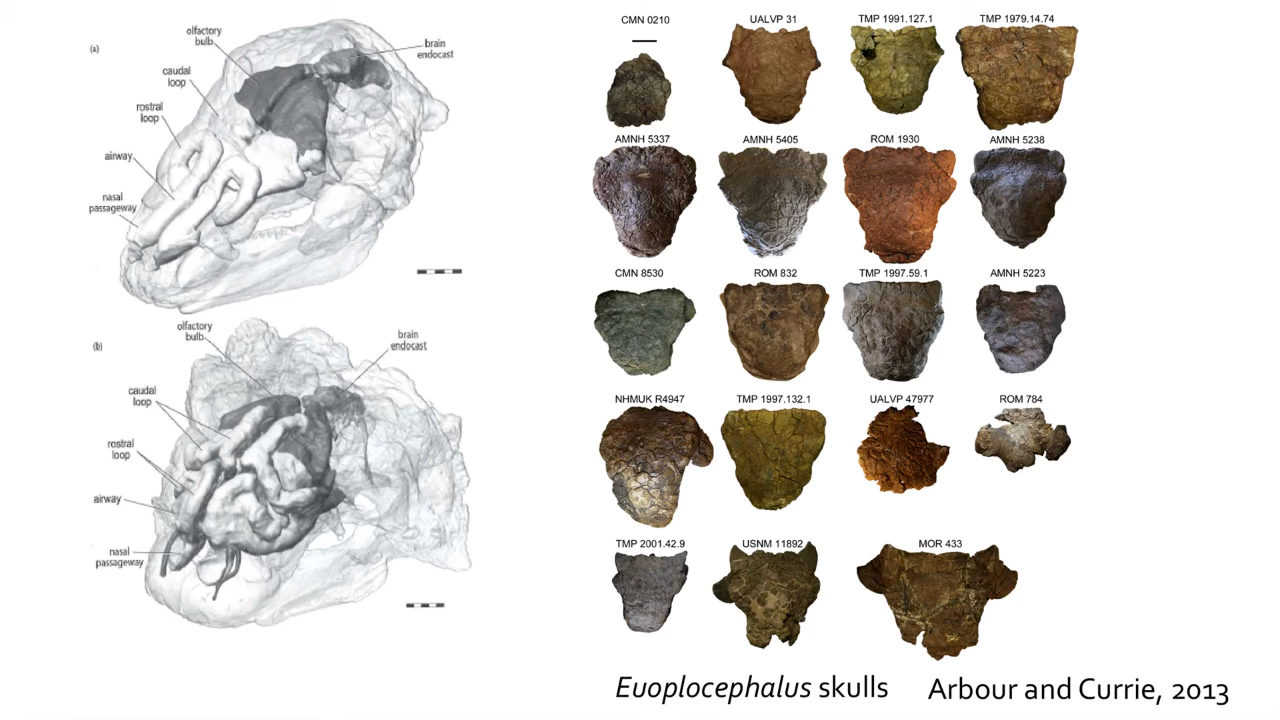 (a)
olfactory
bulb
brain
endocast
caudal
loop
rostral
loop
airway
nasal
passageway
(b)
olfactory
bulb
brain
endocast
caudal
loop
rostral
loop
airway
nasal
passageway
CMN 0210
UALVP 31
TMP 1991.127.1
TMP 1979.14.74
AMNH 5337
AMNH 5405
ROM 1930
AMNH 5238
CMN 8530
ROM 832
TMP 1997.59.1
AMNH 5223
NHMUK R4947
TMP 1997.132.1
UALVP 47977
ROM 784
TMP 2001.42.9
USNM 11892
MOR 433
Euoplocephalus skulls
Arbour and Currie, 2013